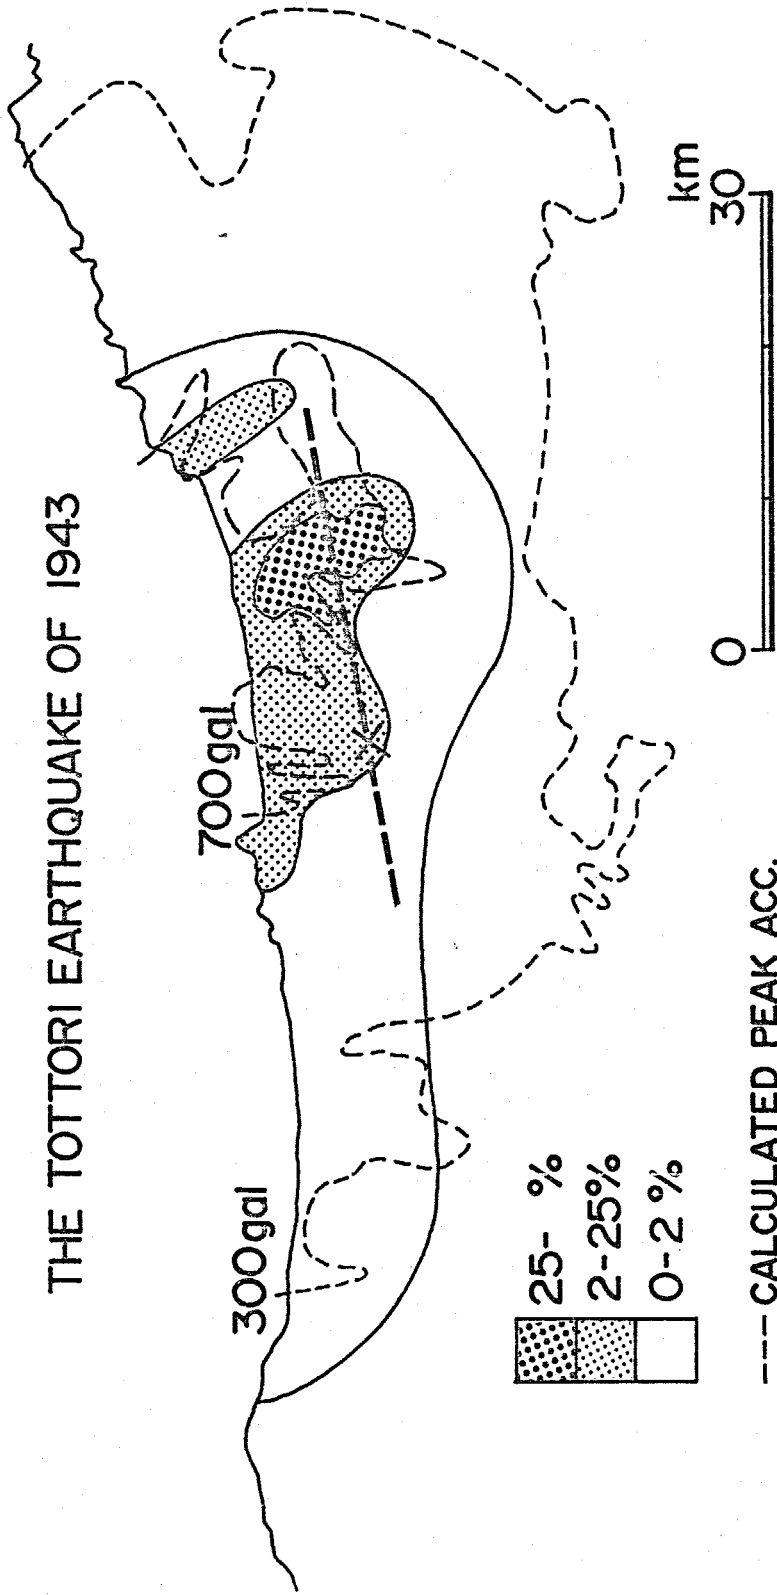 THE TOTTORI EARTHQUAKE OF 1943
300gal
700gal
25- %
2-25%
0-2 %
0 30
km
--- CALCULATED PEAK ACC.